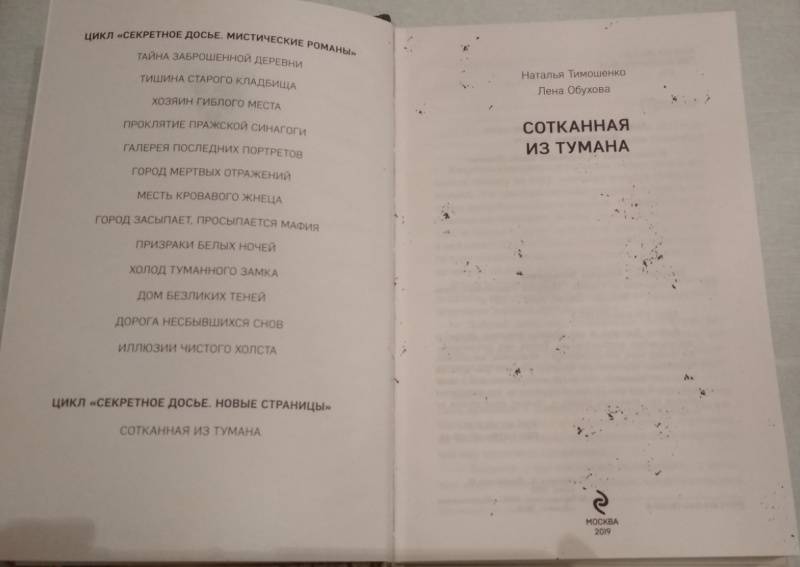 ЦИКЛ «СЕКРЕТНОЕ ДОСЬЕ. МИСТИЧЕСКИЕ РОМАНЫ»
ТАЙНА ЗАБРОШЕННОЙ ДЕРЕВНИ
ТИШИНА СТАРОГО КЛАДБИЩА
ХОЗЯИН ГИБЛОГО МЕСТА
ПРОКЛЯТИЕ ПРАЖСКОЙ СИНАГОГИ
ГАЛЕРЕЯ ПОСЛЕДНИХ ПОРТРЕТОВ
ГОРОД МЕРТВЫХ ОТРАЖЕНИЙ
МЕСТЬ КРОВАВОГО ЖНЕЦА
ГОРОД ЗАСЫПАЕТ, ПРОСЫПАЕТСЯ МАФИЯ
ПРИЗРАКИ БЕЛЫХ НОЧЕЙ
ХОЛОД ТУМАННОГО ЗАМКА
ДОМ БЕЗЛИКИХ ТЕНЕЙ
ДОРОГА НЕСБЫВШИХСЯ СНОВ
ИЛЛЮЗИИ ЧИСТОГО ХОЛСТА
ЦИКЛ «СЕКРЕТНОЕ ДОСЬЕ. НОВЫЕ СТРАНИЦЫ»
СОТКАННАЯ ИЗ ТУМАНА
Наталья Тимошенко
Лена Обухова
СОТКАННАЯ
ИЗ ТУМАНА
МОСКВА
2019